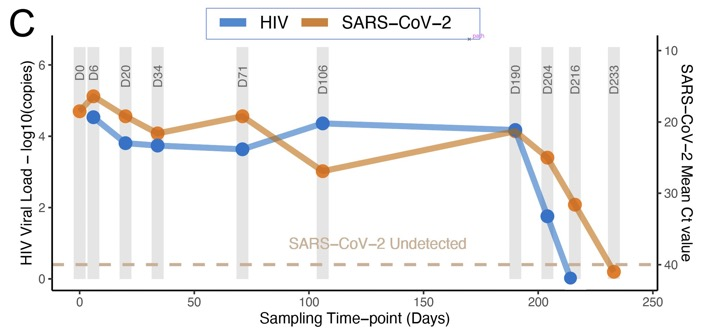 C
HIV SARS-CoV-2
D0 D6 D20 D34 D71 D106 D190 D204 D216 D233
HIV Viral Load - log10(copies)
6
4
2
0
SARS-CoV-2 Mean Ct value
10
20
30
40
SARS-CoV-2 Undetected
0 50 100 150 200 250
Sampling Time-point (Days)